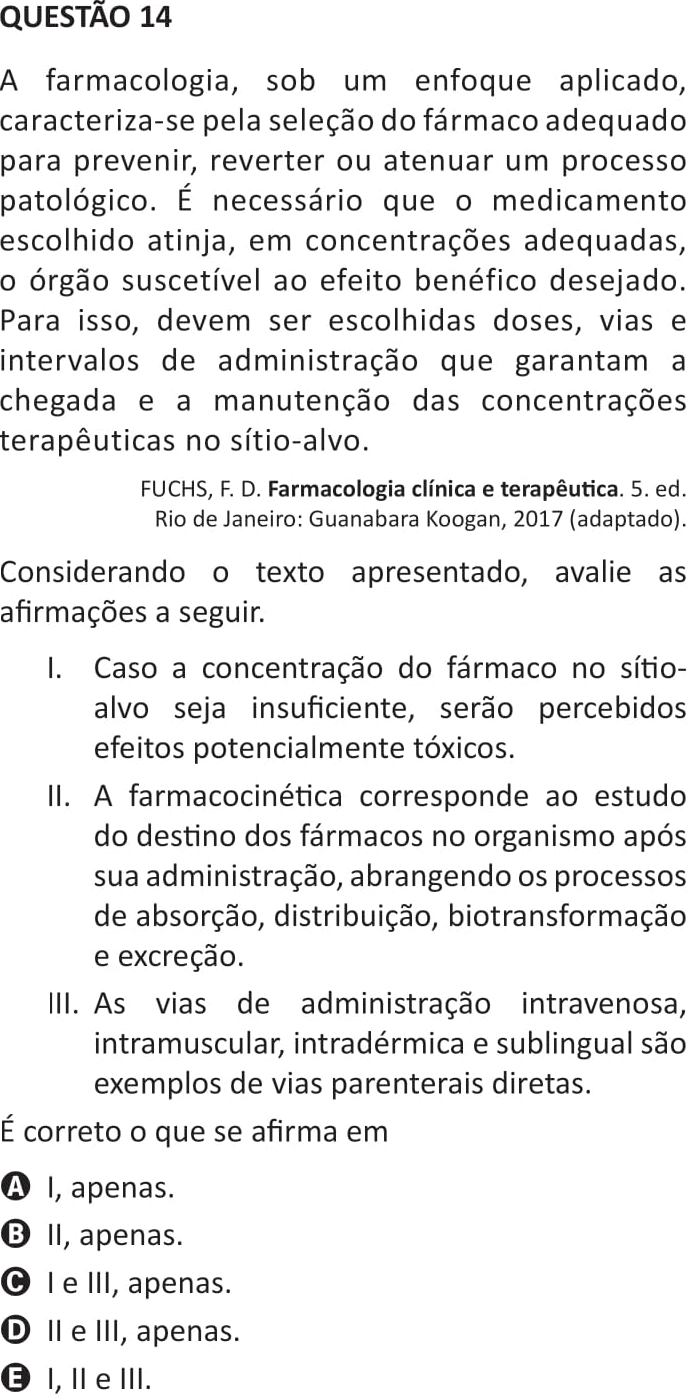 QUESTÃO 14
A farmacologia, sob um enfoque aplicado,
caracteriza-se pela seleção do fármaco adequado
para prevenir, reverter ou atenuar um processo
patológico. É necessário que o medicamento
escolhido atinja, em concentrações adequadas,
o órgão suscetível ao efeito benéfico desejado.
Para isso, devem ser escolhidas doses, vias e
intervalos de administração que garantam a
chegada e a manutenção das concentrações
terapêuticas no sítio-alvo.
FUCHS, F. D. Farmacologia clínica e terapêutica. 5. ed.
Rio de Janeiro: Guanabara Koogan, 2017 (adaptado).
Considerando o texto apresentado, avalie as
afirmações a seguir.
I. Caso a concentração do fármaco no sítio-
alvo seja insuficiente, serão percebidos
efeitos potencialmente tóxicos.
II. A farmacocinética corresponde ao estudo
do destino dos fármacos no organismo após
sua administração, abrangendo os processos
de absorção, distribuição, biotransformação
e excreção.
III. As vias de administração intravenosa,
intramuscular, intradérmica e sublingual são
exemplos de vias parenterais diretas.
É correto o que se afirma em
A I, apenas.
B II, apenas.
C I e III, apenas.
D II e III, apenas.
E I, II e III.